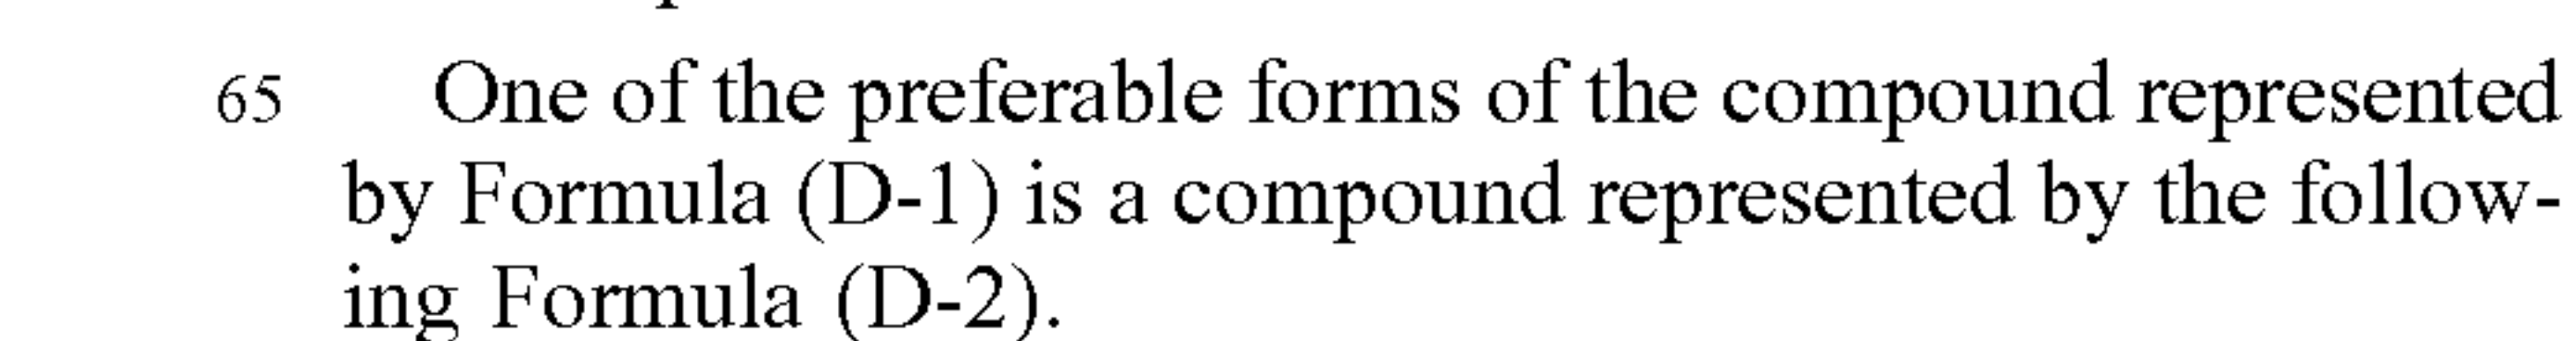 65 One of the preferable forms of the compound represented
by Formula (D-1) is a compound represented by the follow-
ing Formula (D-2).